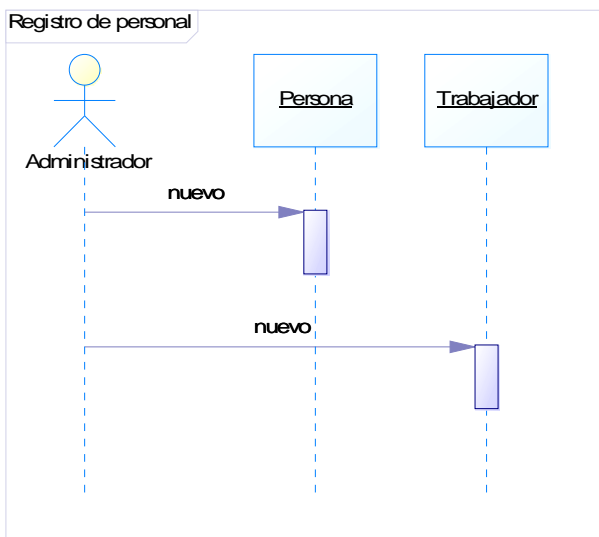 Registro de personal
Persona
Trabajador
Administrador
nuevo
nuevo